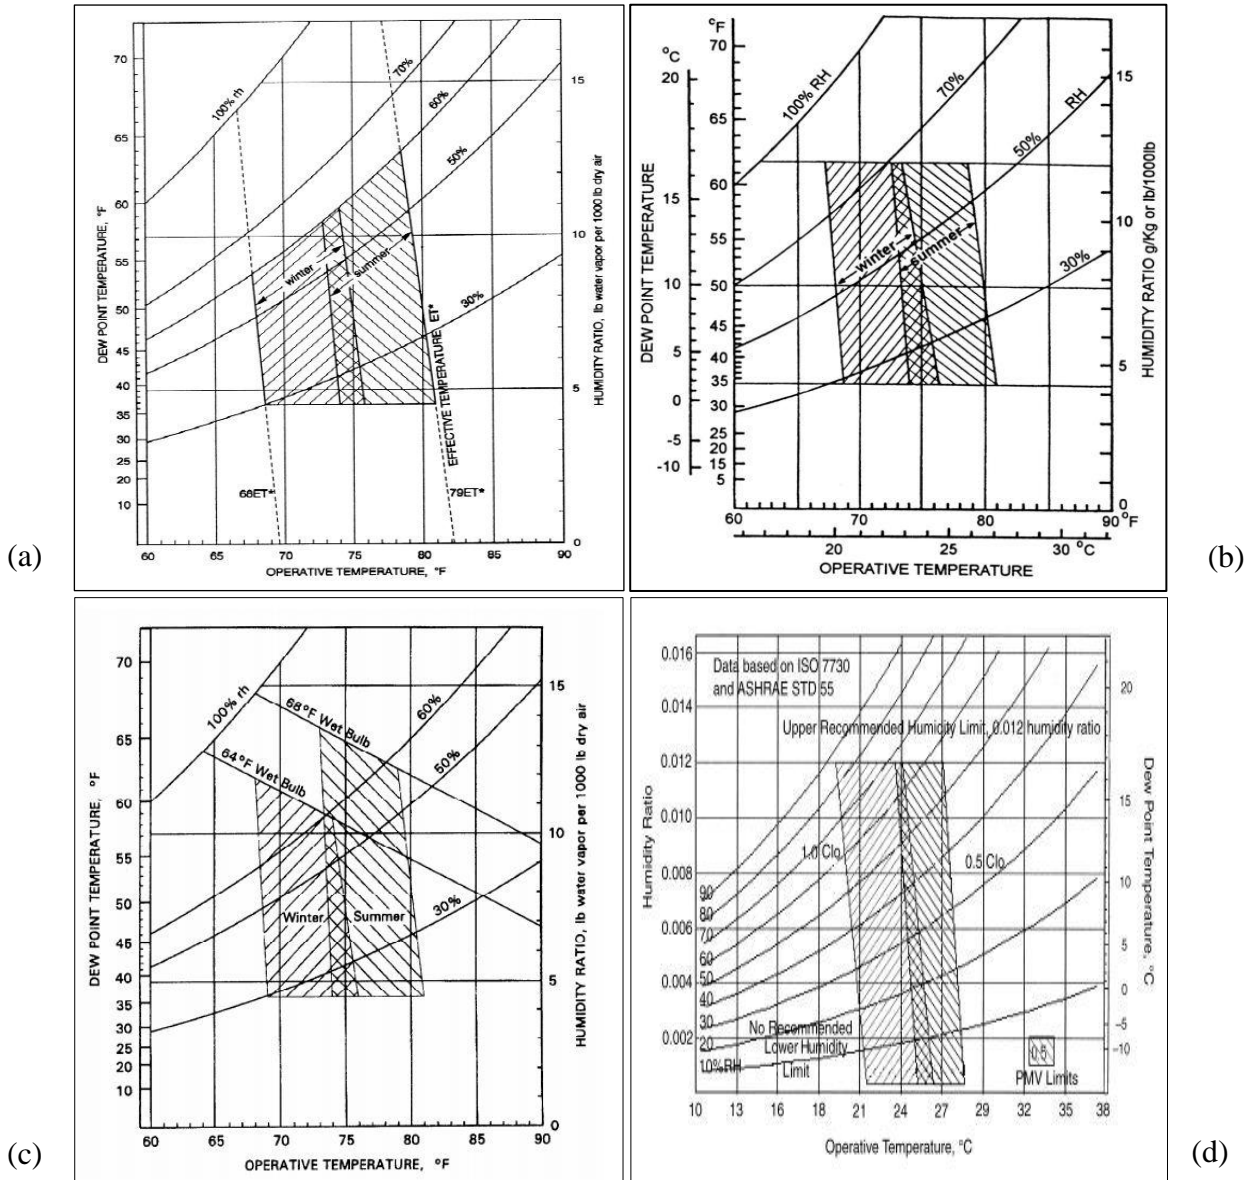 (a)
70
65
60
55
50
45
40
35
30
25
20
10
DEW POINT TEMPERATURE, °F
100% rh
70%
60%
50%
30%
winter
summer
EFFECTIVE TEMPERATURE ET*
68ET*
79ET*
15
10
5
0
HUMIDITY RATIO, lb water vapor per 1000 lb dry air
60 70 75 80 85 90
OPERATIVE TEMPERATURE, °F
(b)
°F
°C
70
65
60
55
50
45
40
35
30
25
20
15
5
20
15
10
5
0
-5
-10
DEW POINT TEMPERATURE
100% RH
70%
RH
50%
30%
winter
summer
15
10
5
0
HUMIDITY RATIO g/Kg or lb/1000lb
60 70 80 90 °F
20 25 30 °C
OPERATIVE TEMPERATURE
(c)
70
65
60
55
50
45
40
35
30
25
20
10
DEW POINT TEMPERATURE, °F
100% rh
68°F Wet Bulb
64°F Wet Bulb
60%
50%
30%
Winter
Summer
15
10
5
0
HUMIDITY RATIO, lb water vapor per 1000 lb dry air
60 70 75 80 85 90
OPERATIVE TEMPERATURE, °F
(d)
Data based on ISO 7730
and ASHRAE STD 55
Upper Recommended Humidity Limit, 0.012 humidity ratio
0.016
0.014
0.012
0.010
0.008
0.006
0.004
0.002
Humidity Ratio
1.0 Clo
0.5 Clo
90
80
70
60
50
40
30
20
10%RH
No Recommended
Lower Humidity
Limit
0.5
PMV Limits
20
15
10
5
0
-5
-10
Dew Point Temperature, °C
10 13 16 18 21 24 27 29 32 35 38
Operative Temperature, °C